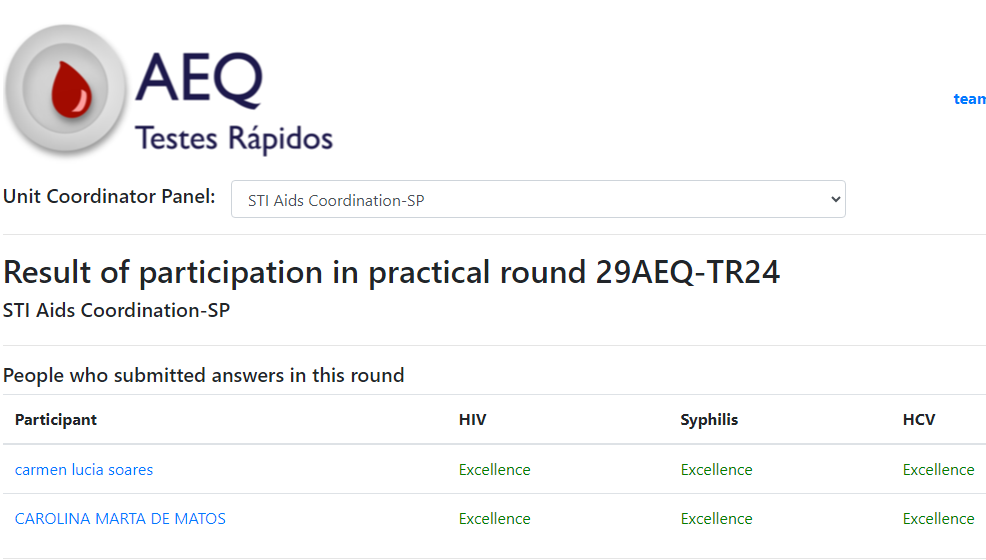 AEQ
Testes Rápidos
team
Unit Coordinator Panel: STI Aids Coordination-SP
Result of participation in practical round 29AEQ-TR24
STI Aids Coordination-SP
People who submitted answers in this round
Participant HIV Syphilis HCV
carmen lucia soares Excellence Excellence Excellence
CAROLINA MARTA DE MATOS Excellence Excellence Excellence